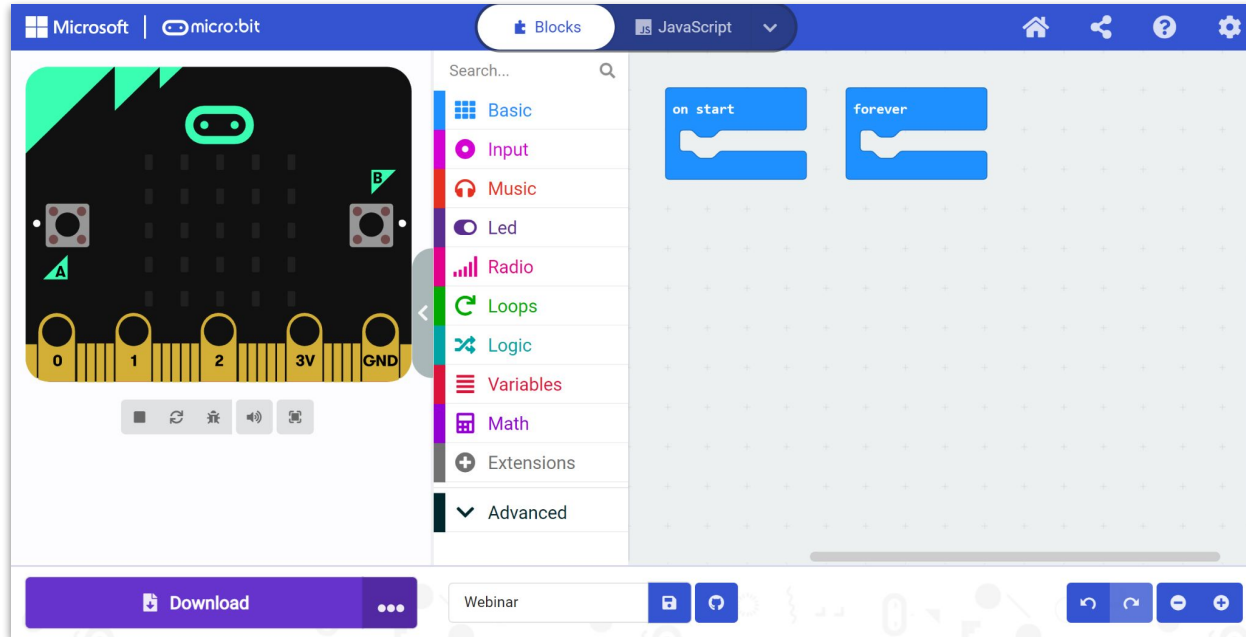 Microsoft micro:bit
Blocks
JS JavaScript
Search...
Basic
Input
Music
Led
Radio
Loops
Logic
Variables
Math
Extensions
Advanced
on start
forever
B
A
0 1 2 3V GND
Download
Webinar